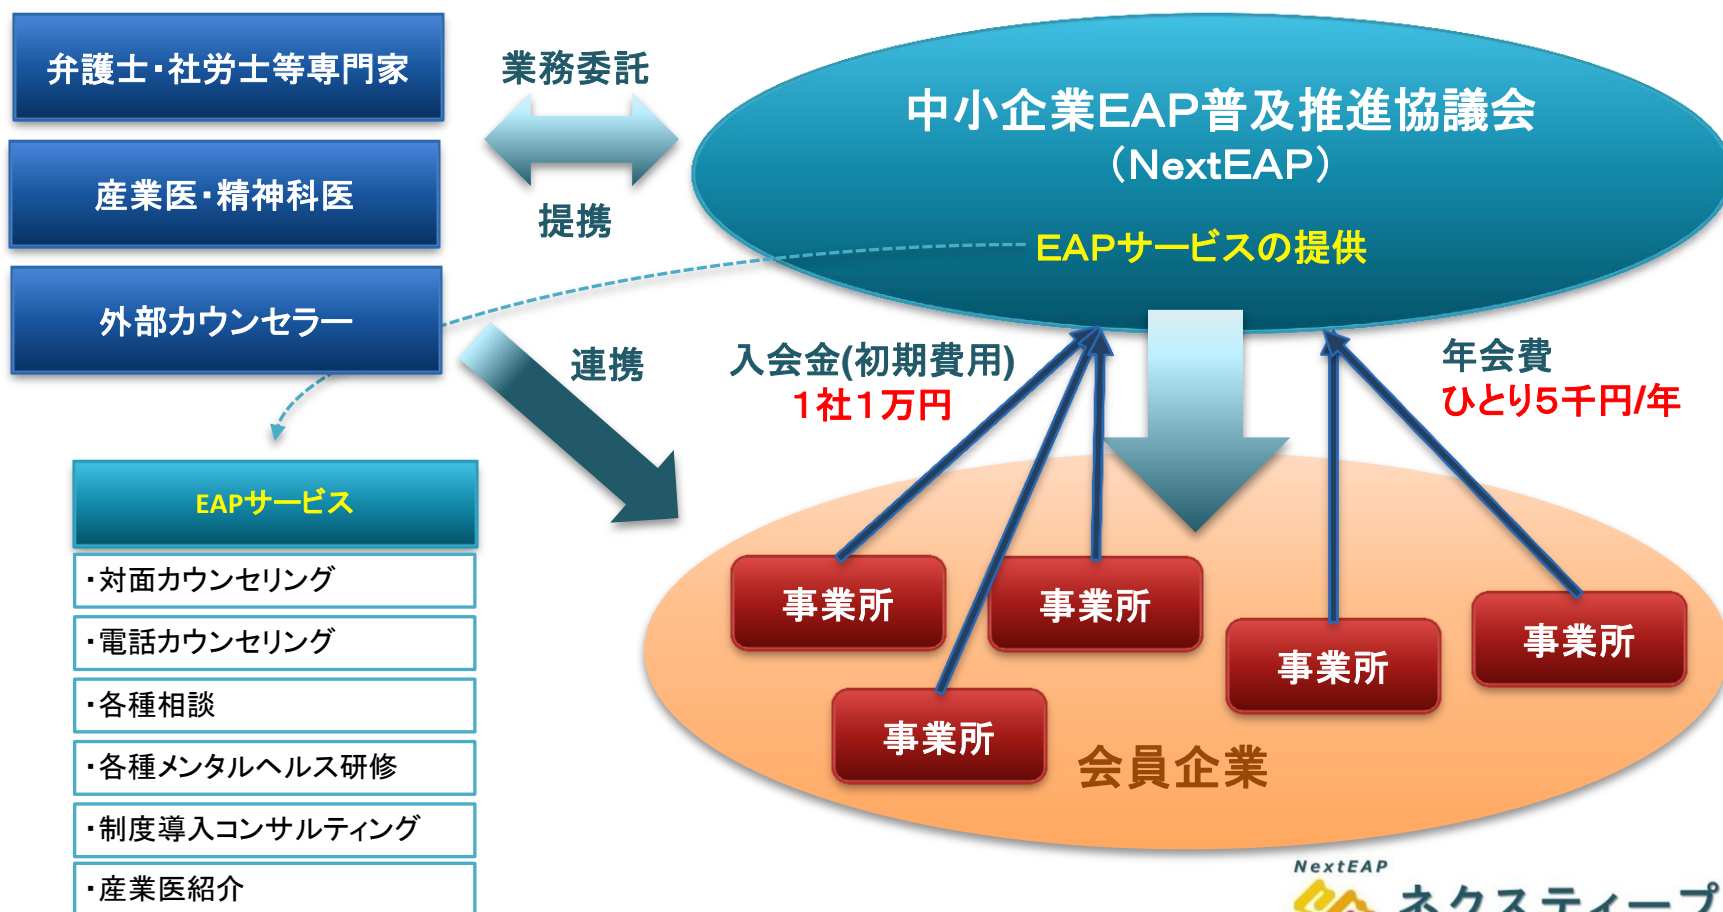 弁護士・社労士等専門家
産業医・精神科医
外部カウンセラー
業務委託
提携
中小企業EAP普及推進協議会
（NextEAP）
EAPサービスの提供
連携
入会金(初期費用)
１社１万円
年会費
ひとり5千円/年
EAPサービス
・対面カウンセリング
・電話カウンセリング
・各種相談
・各種メンタルヘルス研修
・制度導入コンサルティング
・産業医紹介
事業所
事業所
事業所
事業所
事業所
会員企業
NextEAP
ネクスティープ